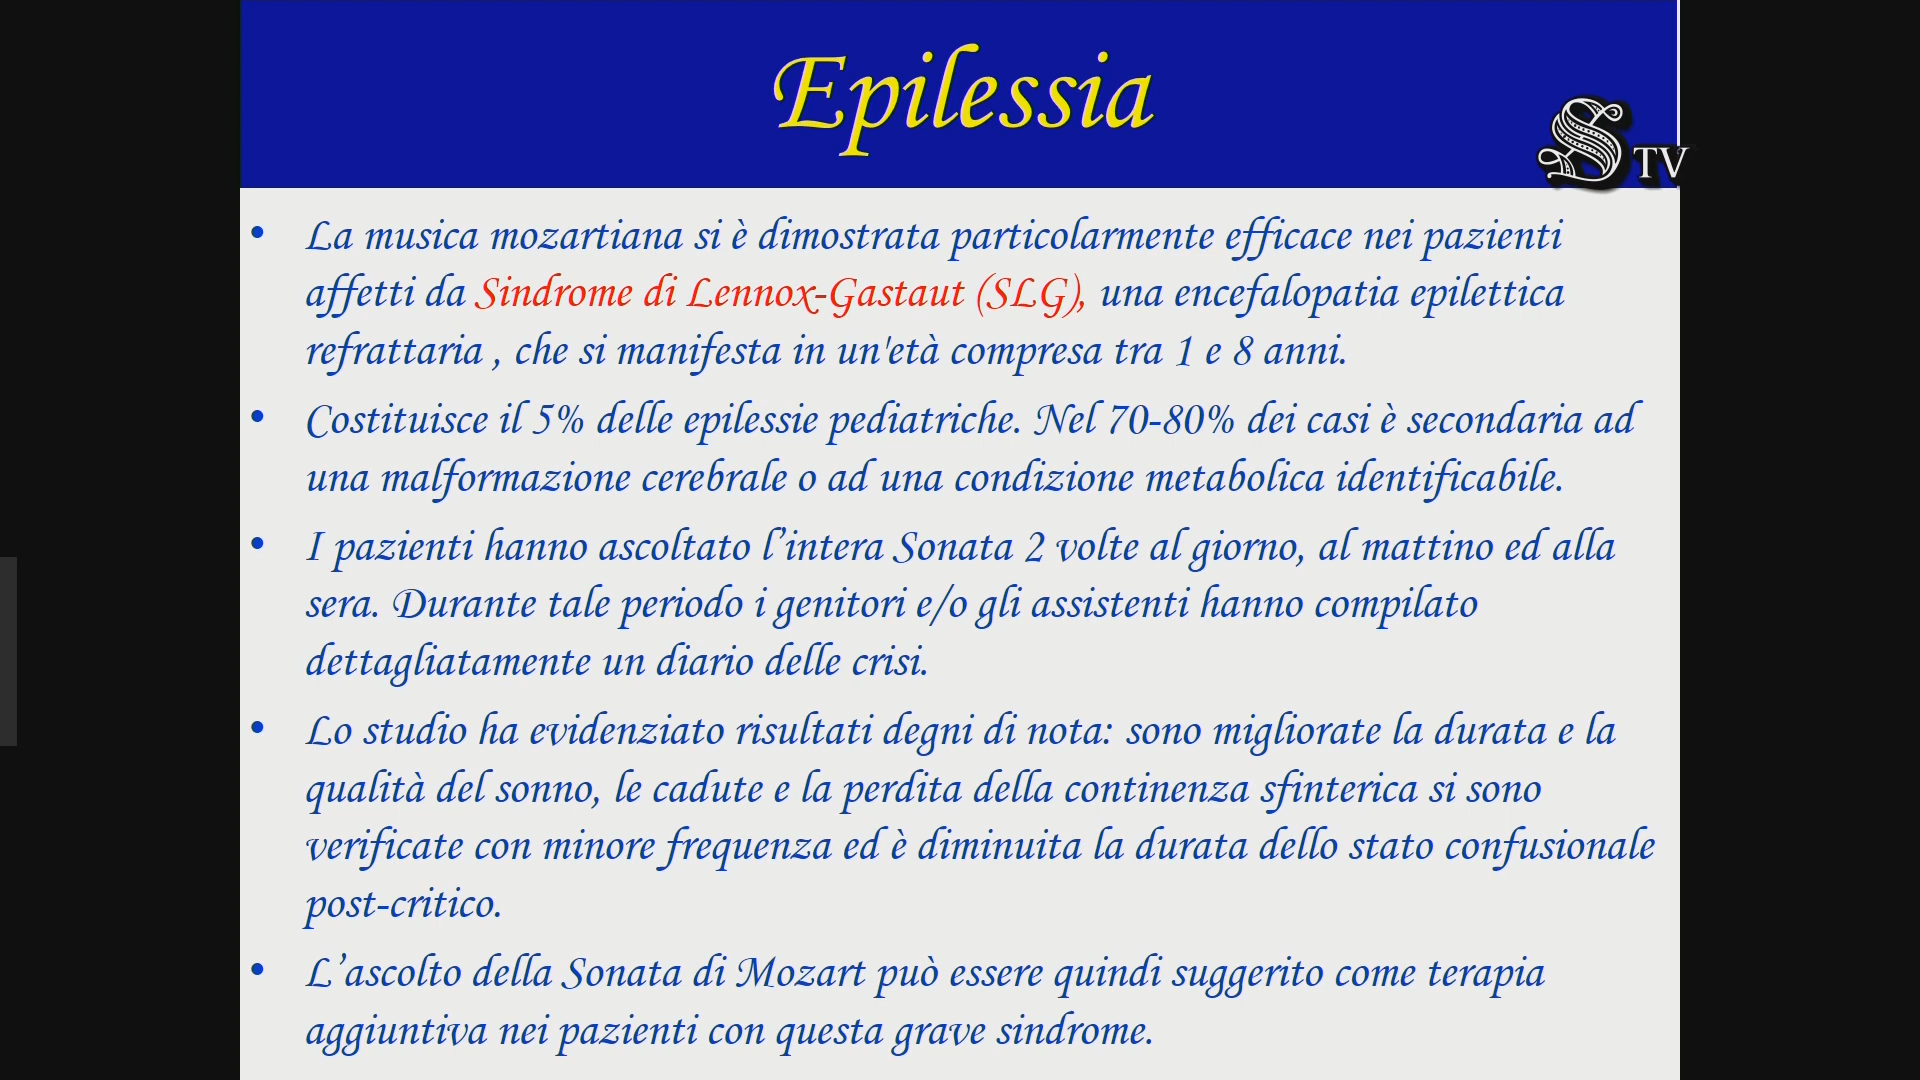 Epilessia
S TV
• La musica mozartiana si è dimostrata particolarmente efficace nei pazienti
affetti da Sindrome di Lennox-Gastaut (SLG), una encefalopatia epilettica
refrattaria , che si manifesta in un'età compresa tra 1 e 8 anni.
• Costituisce il 5% delle epilessie pediatriche. Nel 70-80% dei casi è secondaria ad
una malformazione cerebrale o ad una condizione metabolica identificabile.
• I pazienti hanno ascoltato l’intera Sonata 2 volte al giorno, al mattino ed alla
sera. Durante tale periodo i genitori e/o gli assistenti hanno compilato
dettagliatamente un diario delle crisi.
• Lo studio ha evidenziato risultati degni di nota: sono migliorate la durata e la
qualità del sonno, le cadute e la perdita della continenza sfinterica si sono
verificate con minore frequenza ed è diminuita la durata dello stato confusionale
post-critico.
• L’ascolto della Sonata di Mozart può essere quindi suggerito come terapia
aggiuntiva nei pazienti con questa grave sindrome.